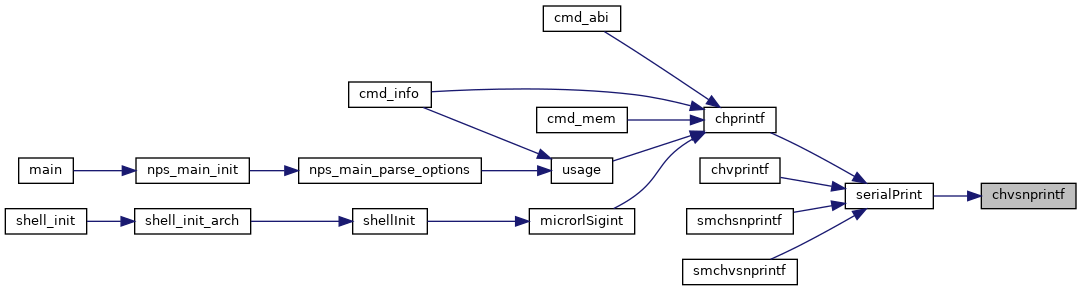 cmd_abi
cmd_info
cmd_mem
chprintf
main
nps_main_init
nps_main_parse_options
usage
chvprintf
serialPrint
chvsnprintf
shell_init
shell_init_arch
shellInit
microrlSigint
smchsnprintf
smchvsnprintf